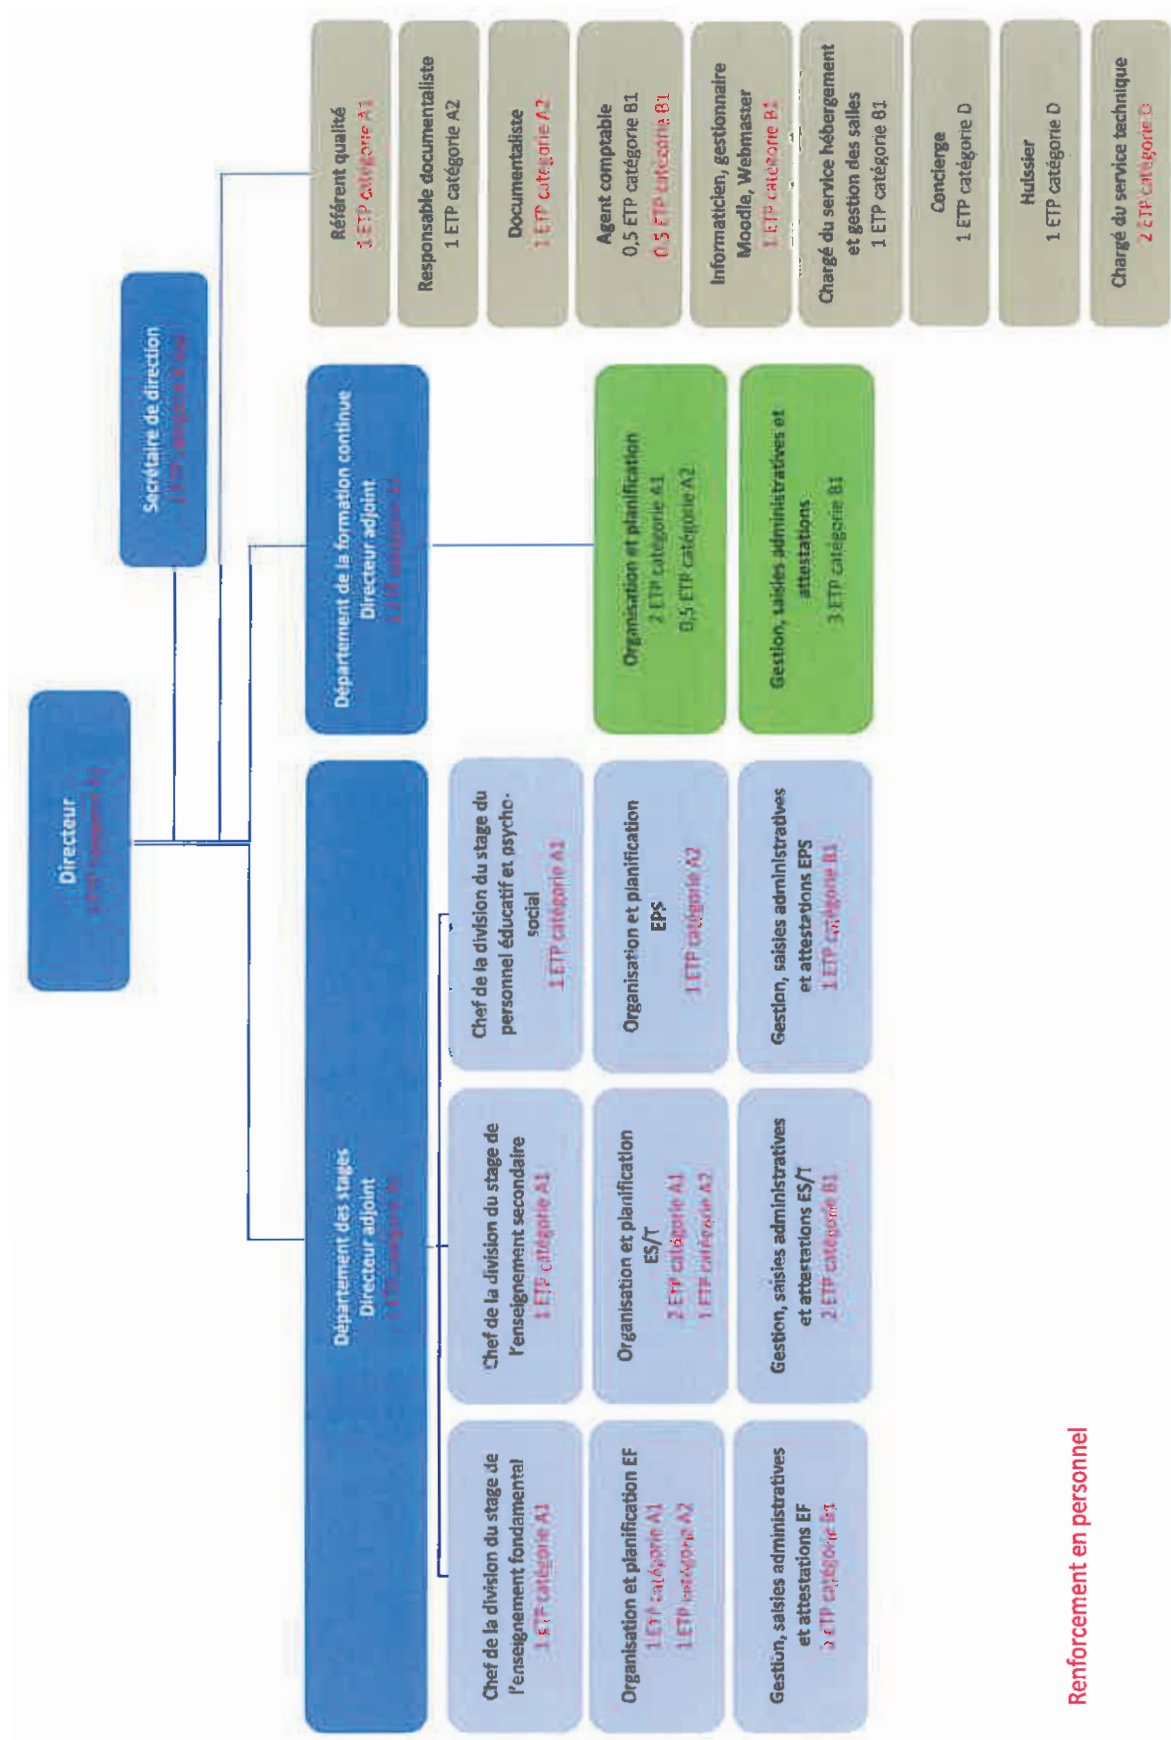 Directeur
Secrétaire de direction
Département des stages
Directeur adjoint
ETP catégorie
Département de la formation continue
Directeur adjoint
1 ETP catégorie A1
Chef de la division du stage de
l'enseignement fondamental
1 ETP catégorie A1
Chef de la division du stage de
l'enseignement secondaire
1 ETP catégorie A1
Chef de la division du stage du
personnel éducatif et psycho-
social
1 ETP catégorie A1
Organisation et planification EF
1 ETP catégorie A1
1 ETP catégorie A2
Organisation et planification
ES/T
2 ETP catégorie A1
1 ETP catégorie A2
Organisation et planification
EPS
1 ETP catégorie A2
Organisation et planification
2 ETP catégorie A1
0,5 ETP catégorie A2
Gestion, saisies administratives
et attestations EF
ETP catégorie B1
Gestion, saisies administratives
et attestations ES/T
2 ETP catégorie B1
Gestion, saisies administratives
et attestations EPS
1 ETP catégorie B1
Gestion, saisies administratives et
attestations
3 ETP catégorie B1
Référent qualité
1 ETP catégorie A1
Responsable documentaliste
1 ETP catégorie A2
Documentaliste
1 ETP catégorie A2
Agent comptable
0,5 ETP catégorie B1
0,5 ETP catégorie B1
Informaticien, gestionnaire
Moodle, Webmaster
1 ETP catégorie B1
Chargé du service hébergement
et gestion des salles
1 ETP catégorie B1
Concierge
1 ETP catégorie D
Huissier
1 ETP catégorie D
Chargé du service technique
2 ETP catégorie D
Renforcement en personnel